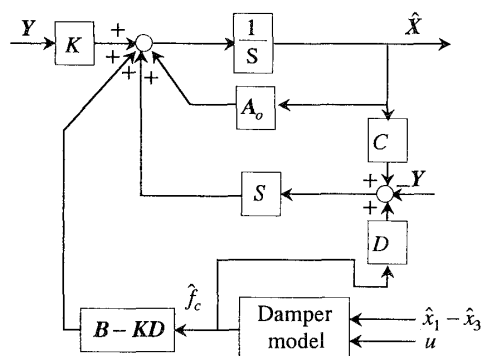 Y K + + + + 1/S X̂
A_o
C
+ + − Y
S
D
f̂_c
B − KD
Damper model
x̂_1 − x̂_3
u